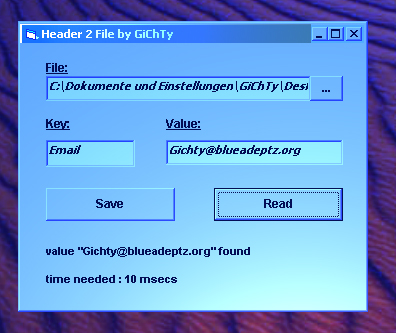 Header 2 File by GiChTy
File:
C:\Dokumente und Einstellungen\GiChTy\Desl
...
Key:
Value:
Email
Gichty@blueadeptz.org
Save
Read
value "Gichty@blueadeptz.org" found
time needed : 10 msecs